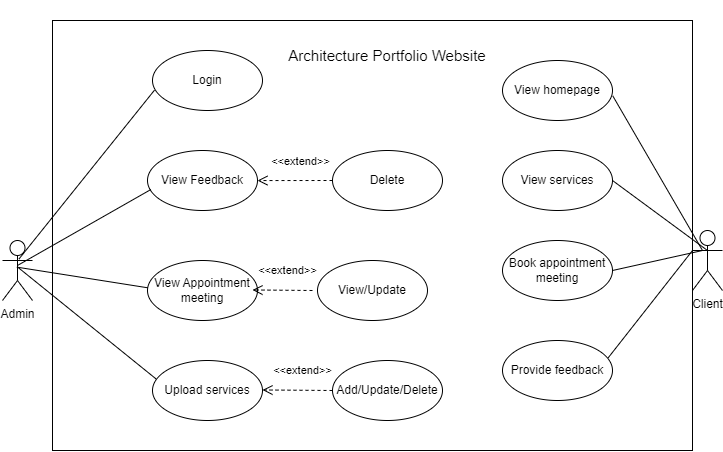 Architecture Portfolio Website
Login
View homepage
<<extend>>
View Feedback
Delete
View services
<<extend>>
View Appointment
meeting
View/Update
Book appointment
meeting
Admin
Client
<<extend>>
Upload services
Add/Update/Delete
Provide feedback